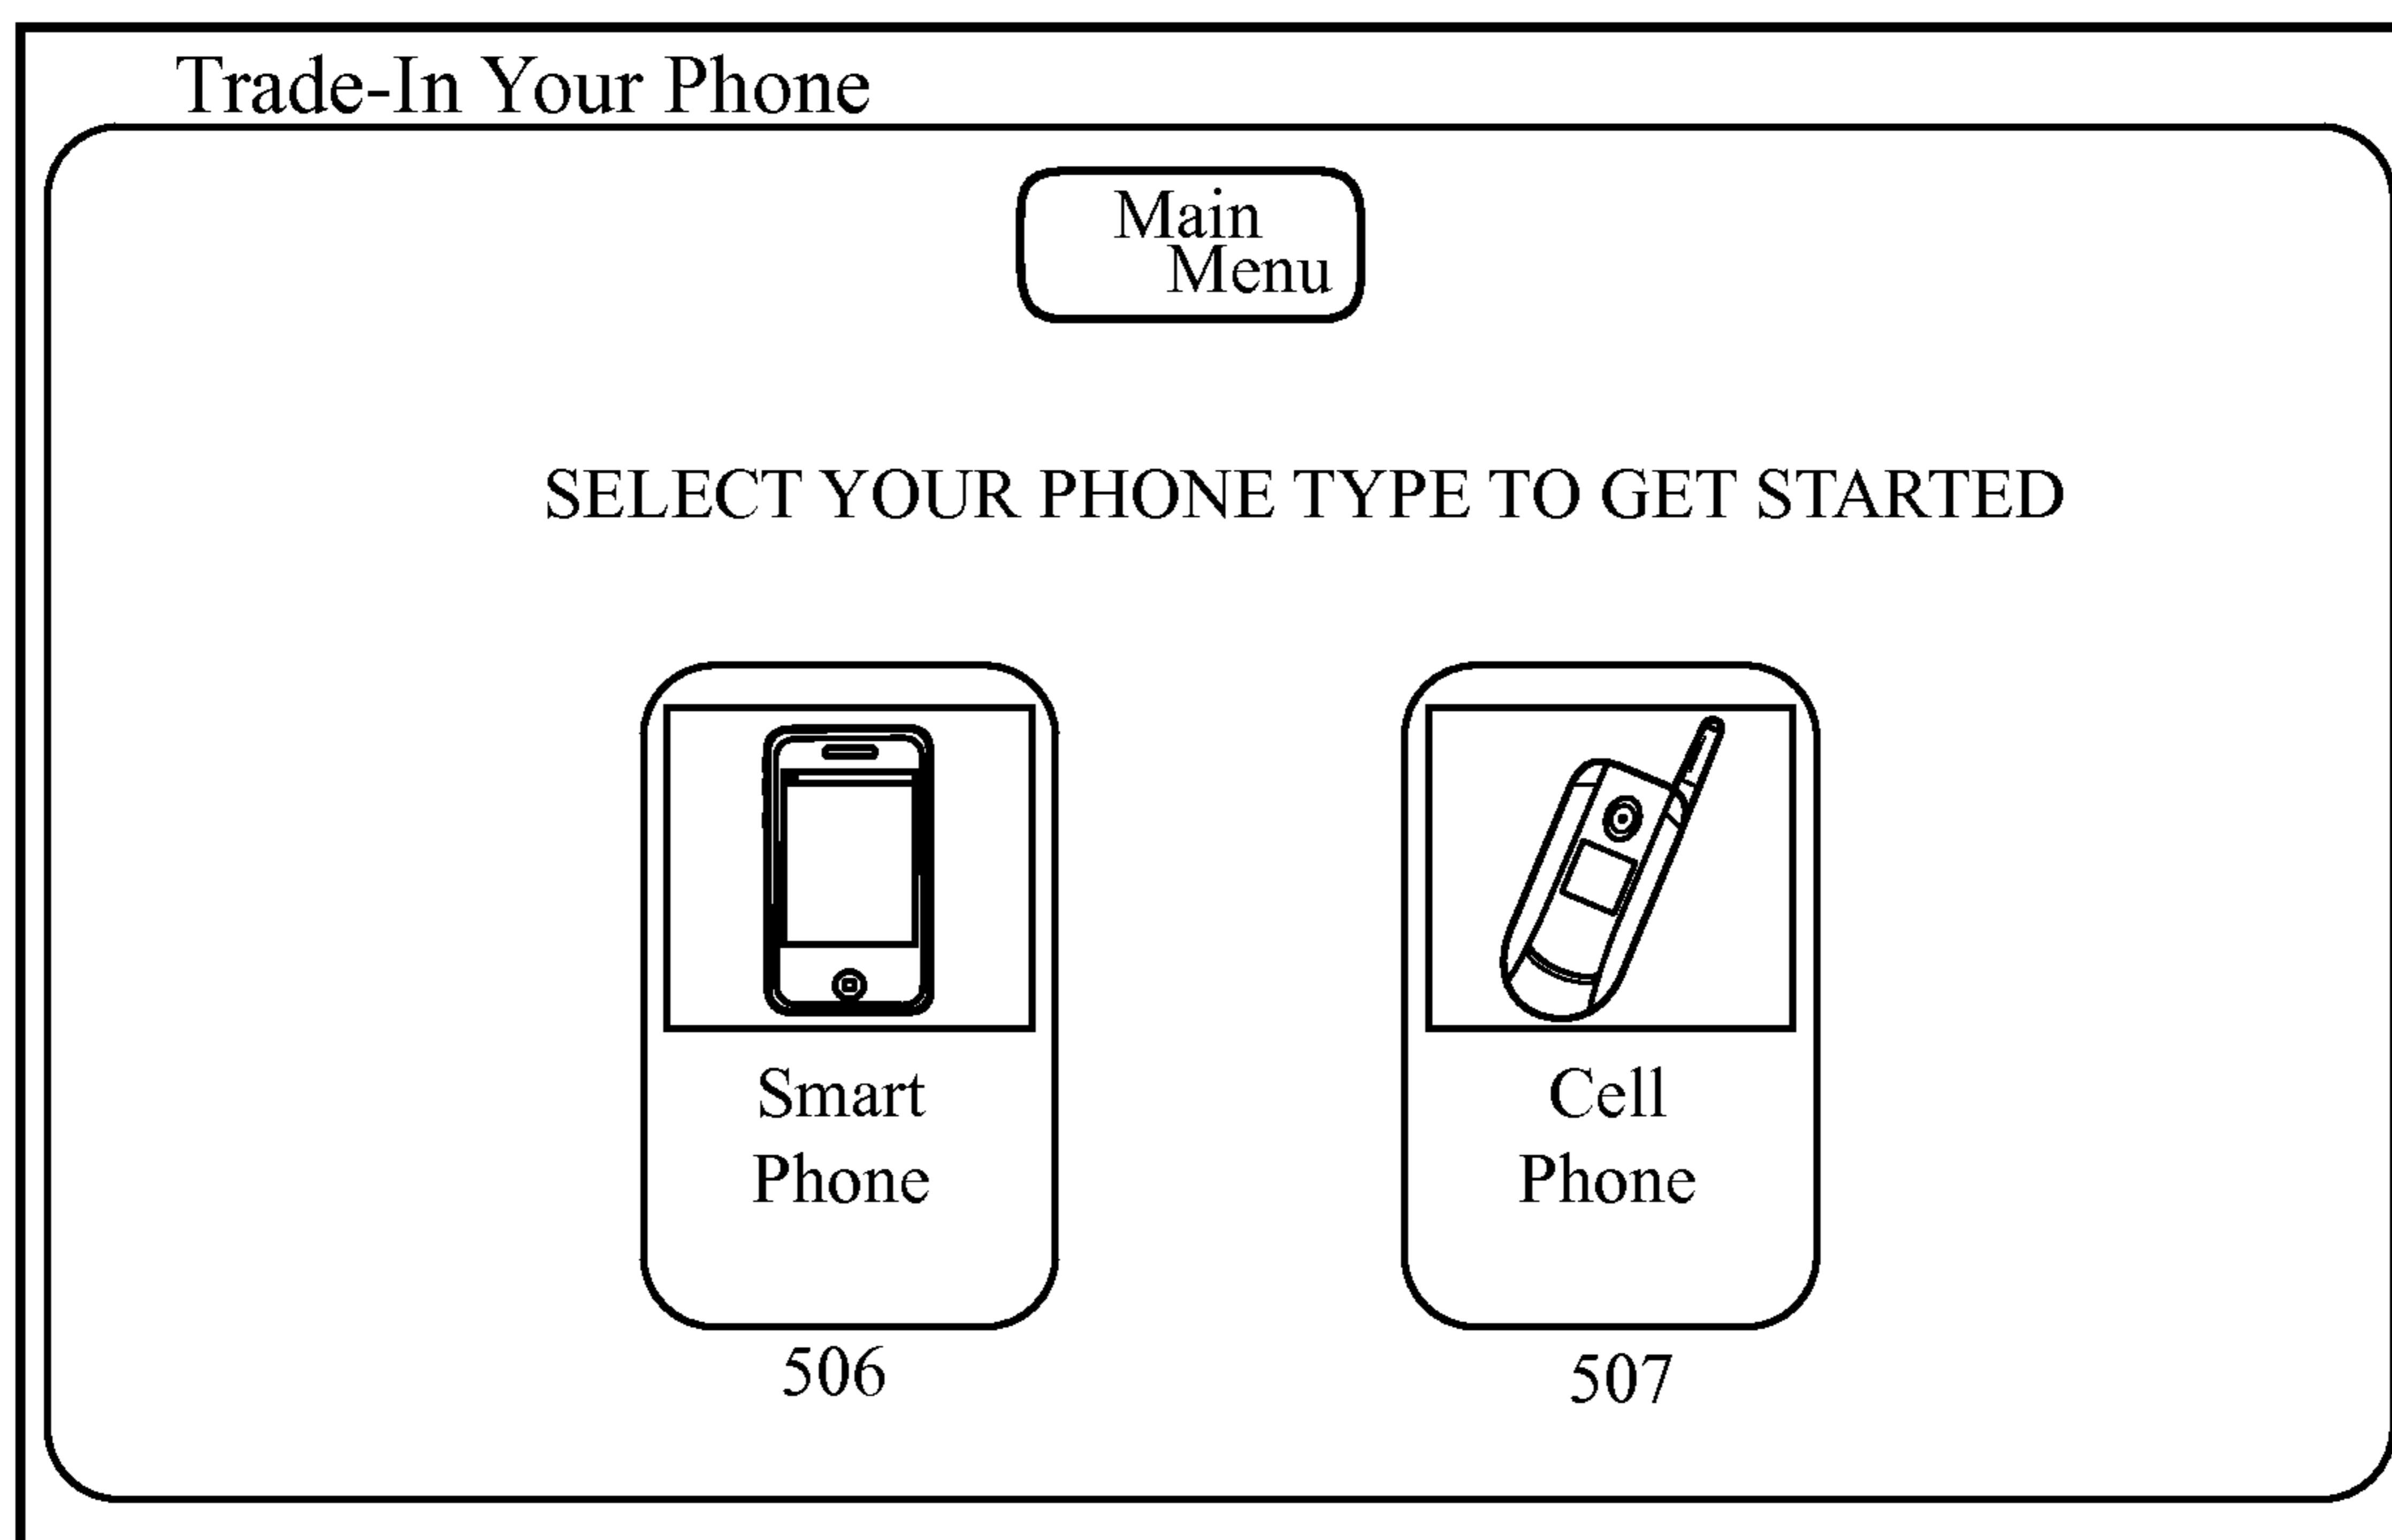 Trade-In Your Phone
Main
Menu
SELECT YOUR PHONE TYPE TO GET STARTED
Smart
Phone
Cell
Phone
506
507